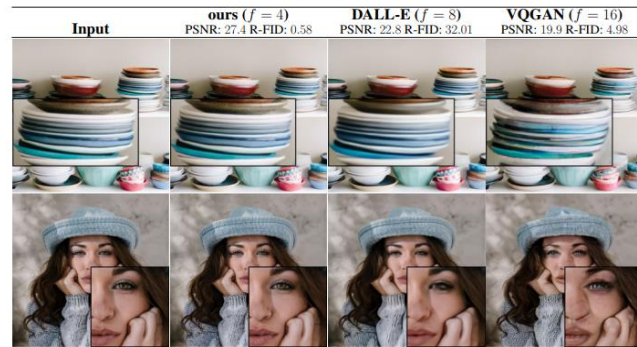 Input
ours (f = 4)
PSNR: 27.4 R-FID: 0.58
DALL-E (f = 8)
PSNR: 22.8 R-FID: 32.01
VQGAN (f = 16)
PSNR: 19.9 R-FID: 4.98